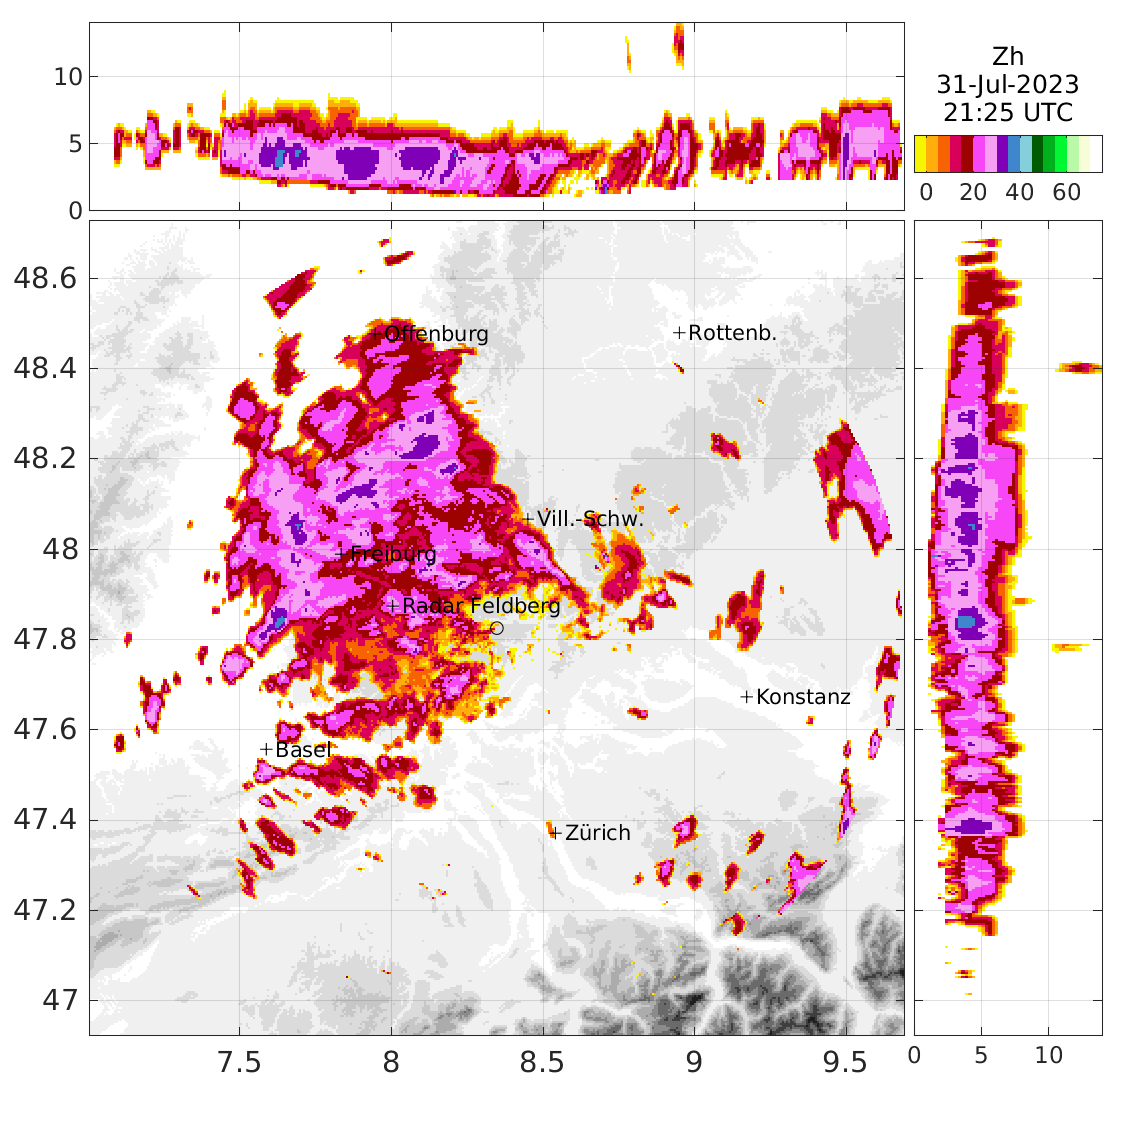 10
5
0
Zh
31-Jul-2023
21:25 UTC
0 20 40 60
48.6
48.4
48.2
48
47.8
47.6
47.4
47.2
47
+Offenburg
+Rottenb.
+Vill.-Schw.
+Freiburg
+Radar Feldberg
+Konstanz
+Basel
+Zürich
7.5 8 8.5 9 9.5
0 5 10